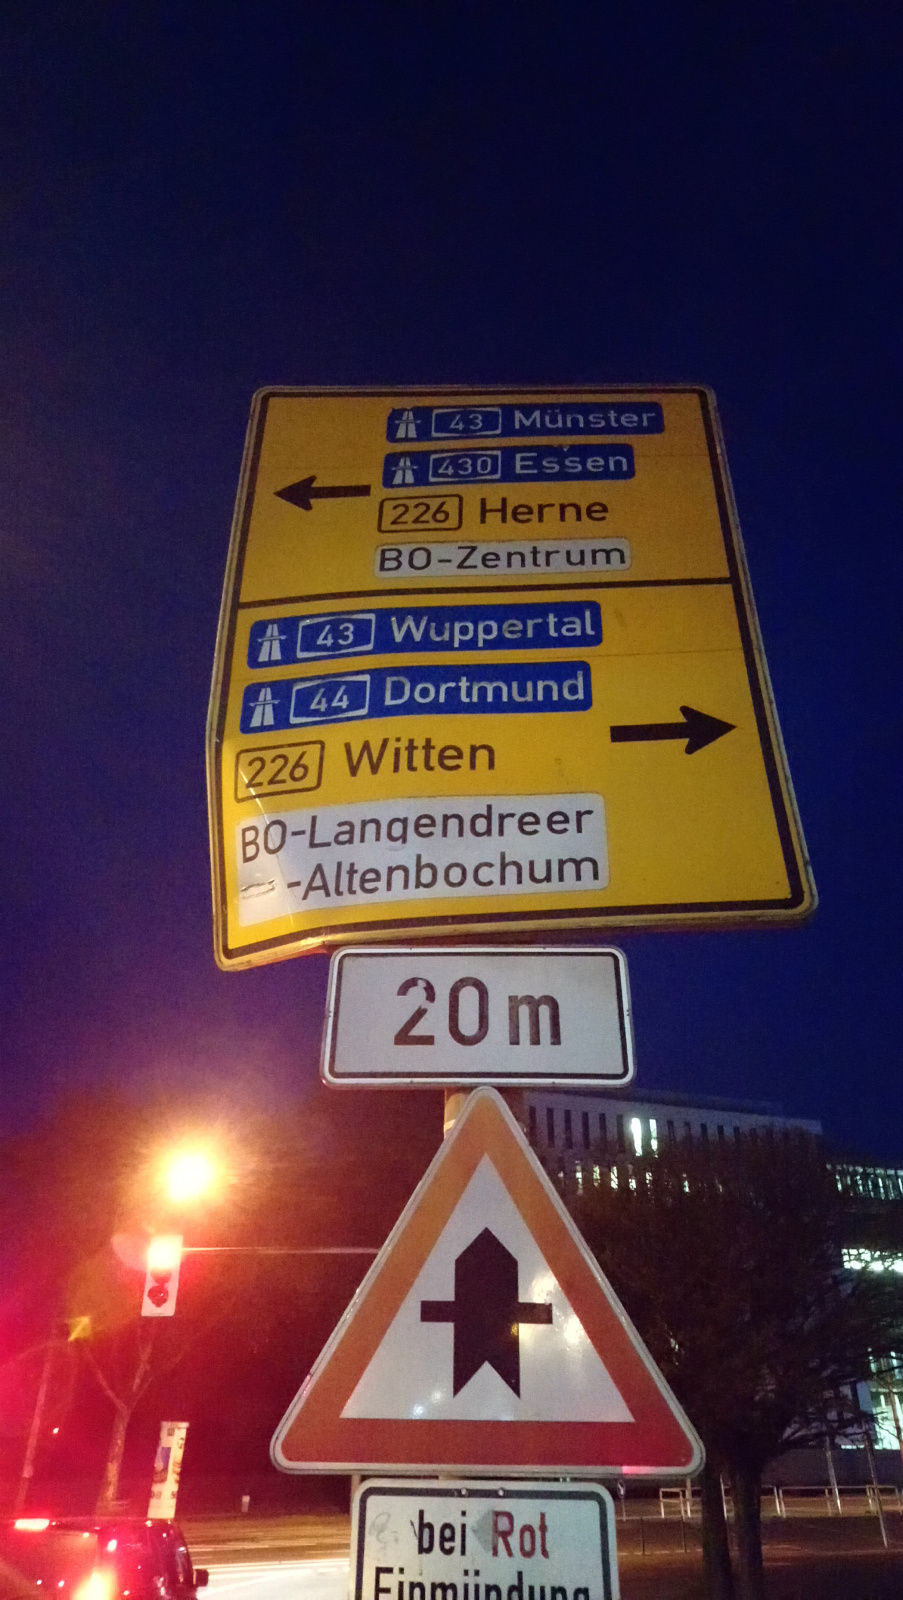 43 Münster
430 Essen
226 Herne
BO-Zentrum
43 Wuppertal
44 Dortmund
226 Witten
BO-Langendreer
-Altenbochum
20 m
bei Rot
Einmündung